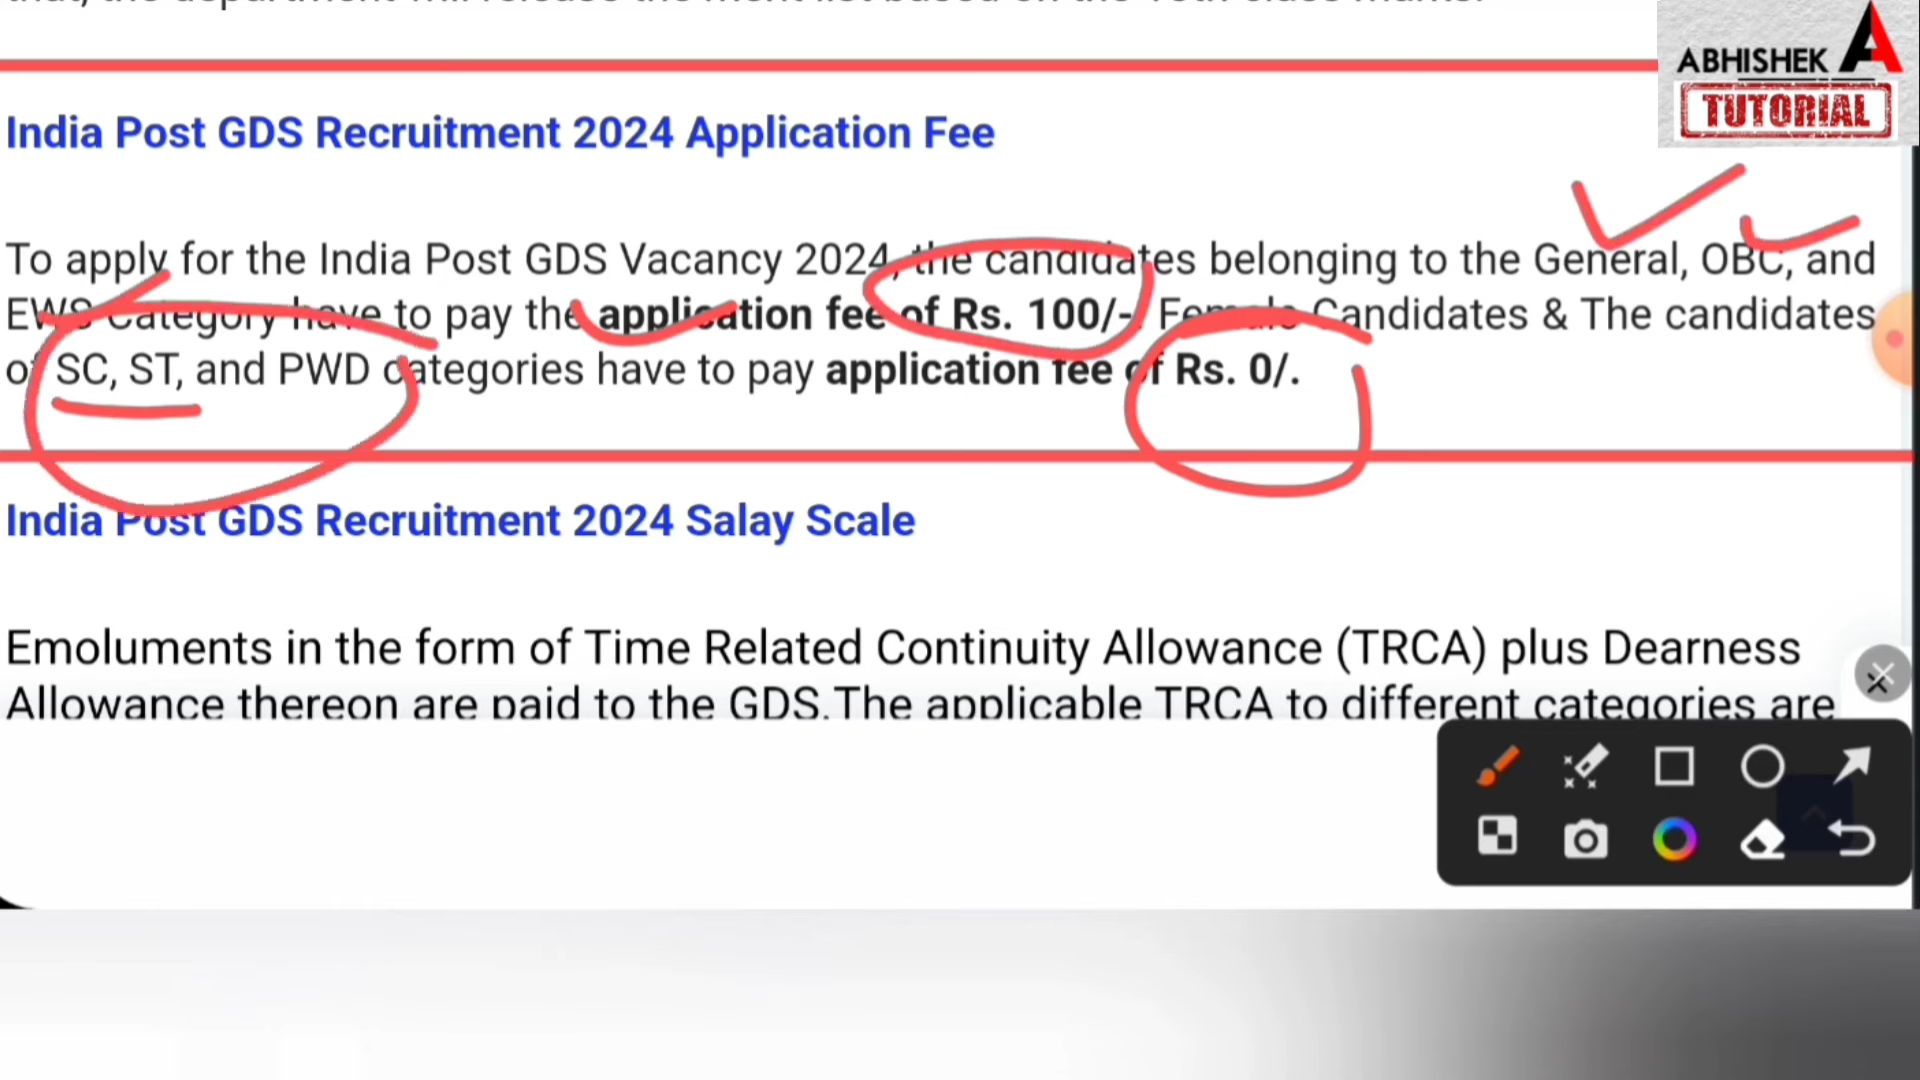 ABHISHEK A
TUTORIAL
India Post GDS Recruitment 2024 Application Fee
To apply for the India Post GDS Vacancy 2024, the candidates belonging to the General, OBC, and
EWS Category have to pay the application fee of Rs. 100/- Female Candidates & The candidates
of SC, ST, and PWD categories have to pay application fee of Rs. 0/.
India Post GDS Recruitment 2024 Salay Scale
Emoluments in the form of Time Related Continuity Allowance (TRCA) plus Dearness
Allowance thereon are paid to the GDS.The applicable TRCA to different categories are